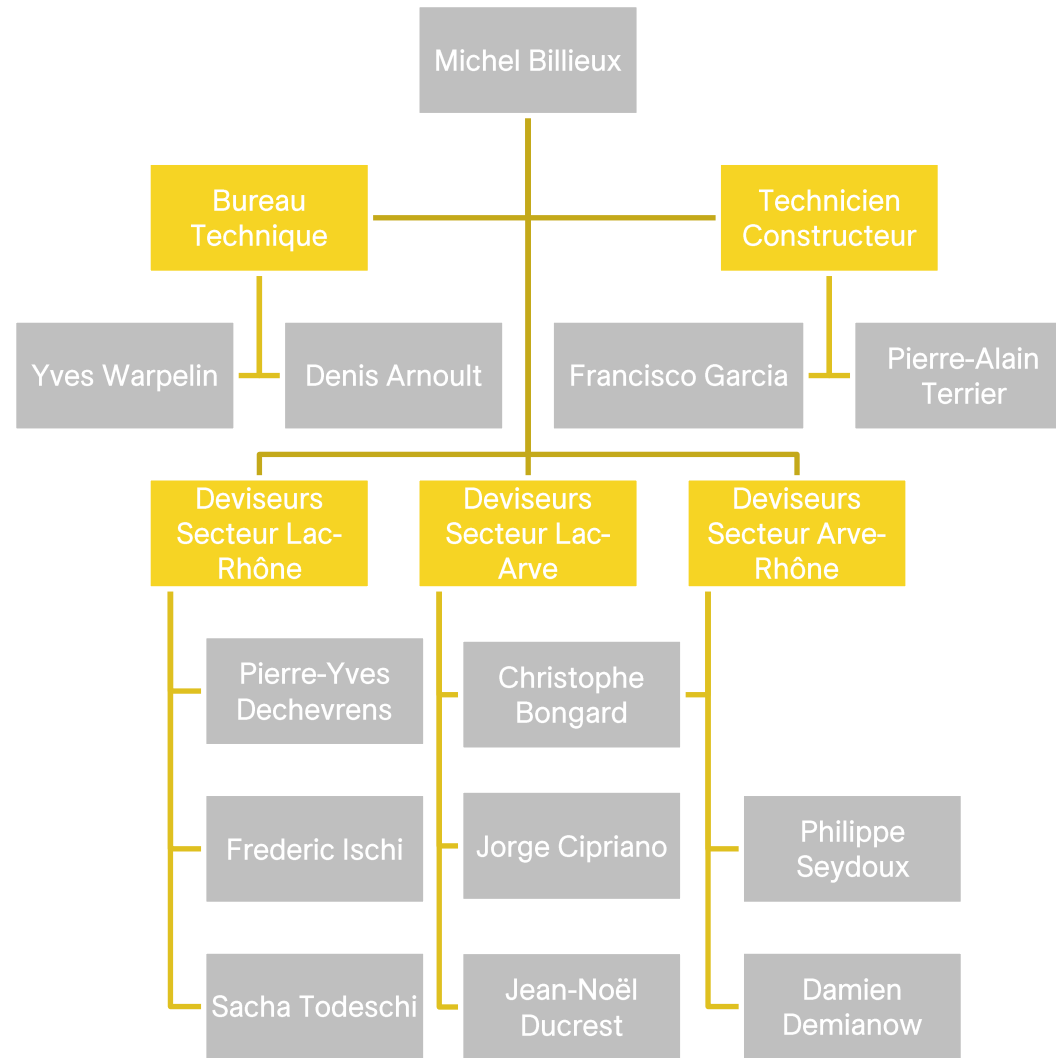 Michel Billieux
Bureau
Technique
Technicien
Constructeur
Yves Warpelin
Denis Arnoult
Francisco Garcia
Pierre-Alain
Terrier
Deviseurs
Secteur Lac-
Rhône
Deviseurs
Secteur Lac-
Arve
Deviseurs
Secteur Arve-
Rhône
Pierre-Yves
Dechevrens
Christophe
Bongard
Frederic Ischi
Jorge Cipriano
Philippe
Seydoux
Sacha Todeschi
Jean-Noël
Ducrest
Damien
Demianow